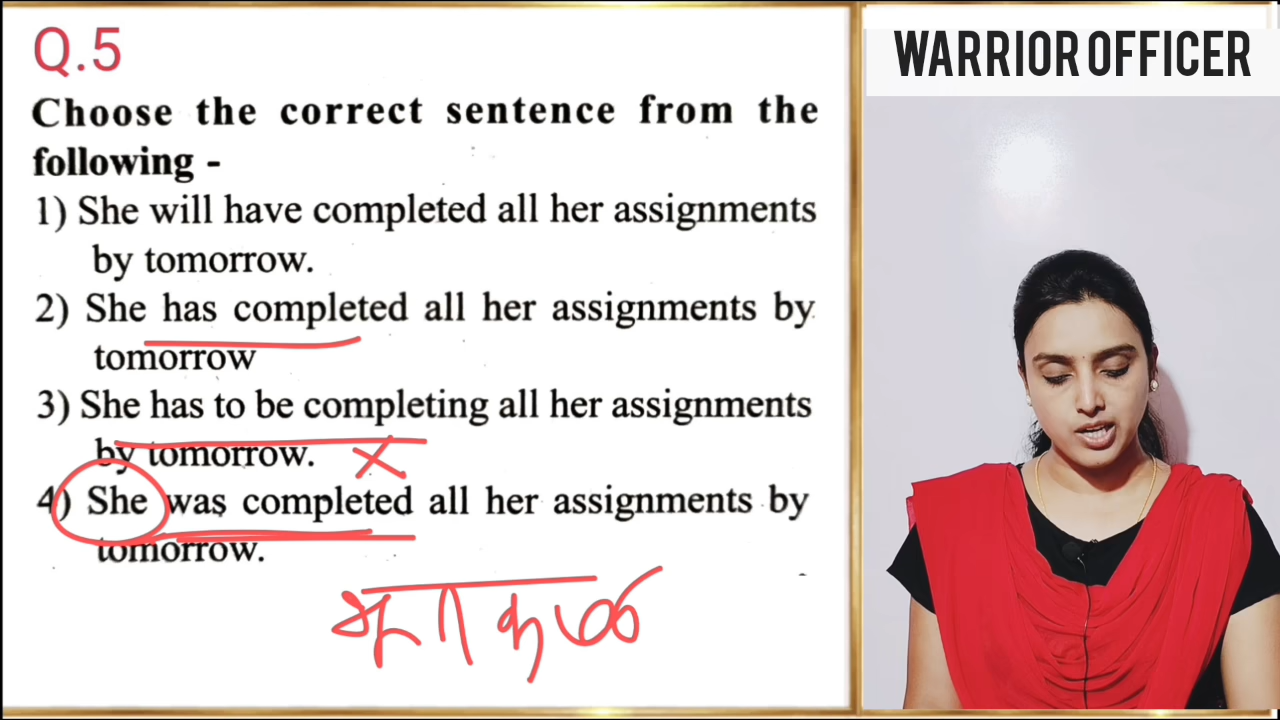 Q.5
WARRIOR OFFICER
Choose the correct sentence from the
following -
1) She will have completed all her assignments
by tomorrow.
2) She has completed all her assignments by
tomorrow
3) She has to be completing all her assignments
by tomorrow.
4) She was completed all her assignments by
tomorrow.